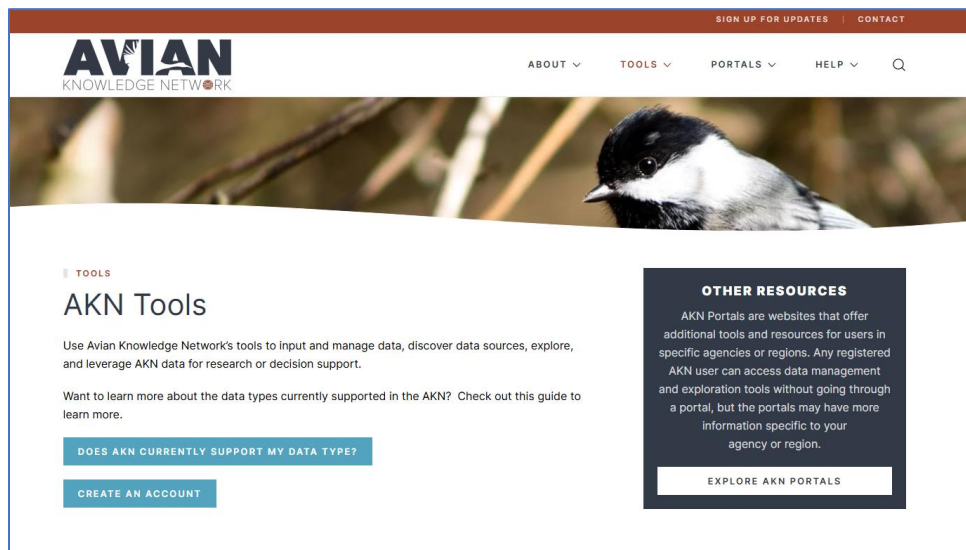 SIGN UP FOR UPDATES | CONTACT
AVIAN
KNOWLEDGE NETWORK
ABOUT TOOLS PORTALS HELP
TOOLS
AKN Tools
Use Avian Knowledge Network's tools to input and manage data, discover data sources, explore,
and leverage AKN data for research or decision support.
Want to learn more about the data types currently supported in the AKN? Check out this guide to
learn more.
DOES AKN CURRENTLY SUPPORT MY DATA TYPE?
CREATE AN ACCOUNT
OTHER RESOURCES
AKN Portals are websites that offer
additional tools and resources for users in
specific agencies or regions. Any registered
AKN user can access data management
and exploration tools without going through
a portal, but the portals may have more
information specific to your
agency or region.
EXPLORE AKN PORTALS